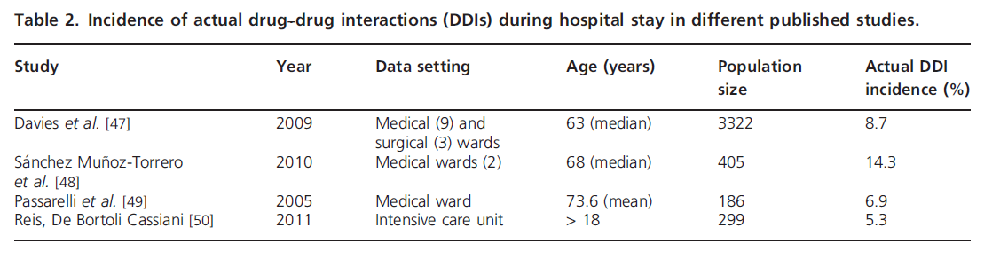 Table 2. Incidence of actual drug–drug interactions (DDIs) during hospital stay in different published studies.
Study Year Data setting Age (years) Population size Actual DDI incidence (%)
Davies et al. [47] 2009 Medical (9) and surgical (3) wards 63 (median) 3322 8.7
Sánchez Muñoz-Torrero et al. [48] 2010 Medical wards (2) 68 (median) 405 14.3
Passarelli et al. [49] 2005 Medical ward 73.6 (mean) 186 6.9
Reis, De Bortoli Cassiani [50] 2011 Intensive care unit > 18 299 5.3